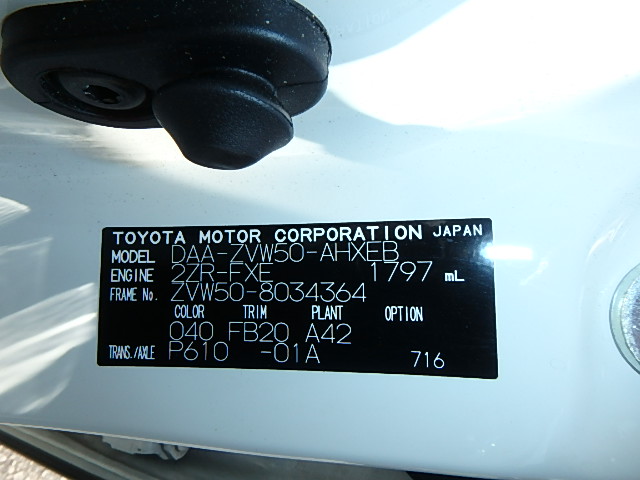 TOYOTA MOTOR CORPORATION JAPAN
MODEL DAA-ZVW50-AHXEB
ENGINE 2ZR-FXE 1797 mL
FRAME No. ZVW50-8034364
COLOR TRIM PLANT OPTION
040 FB20 A42
TRANS./AXLE P610 -01A 716